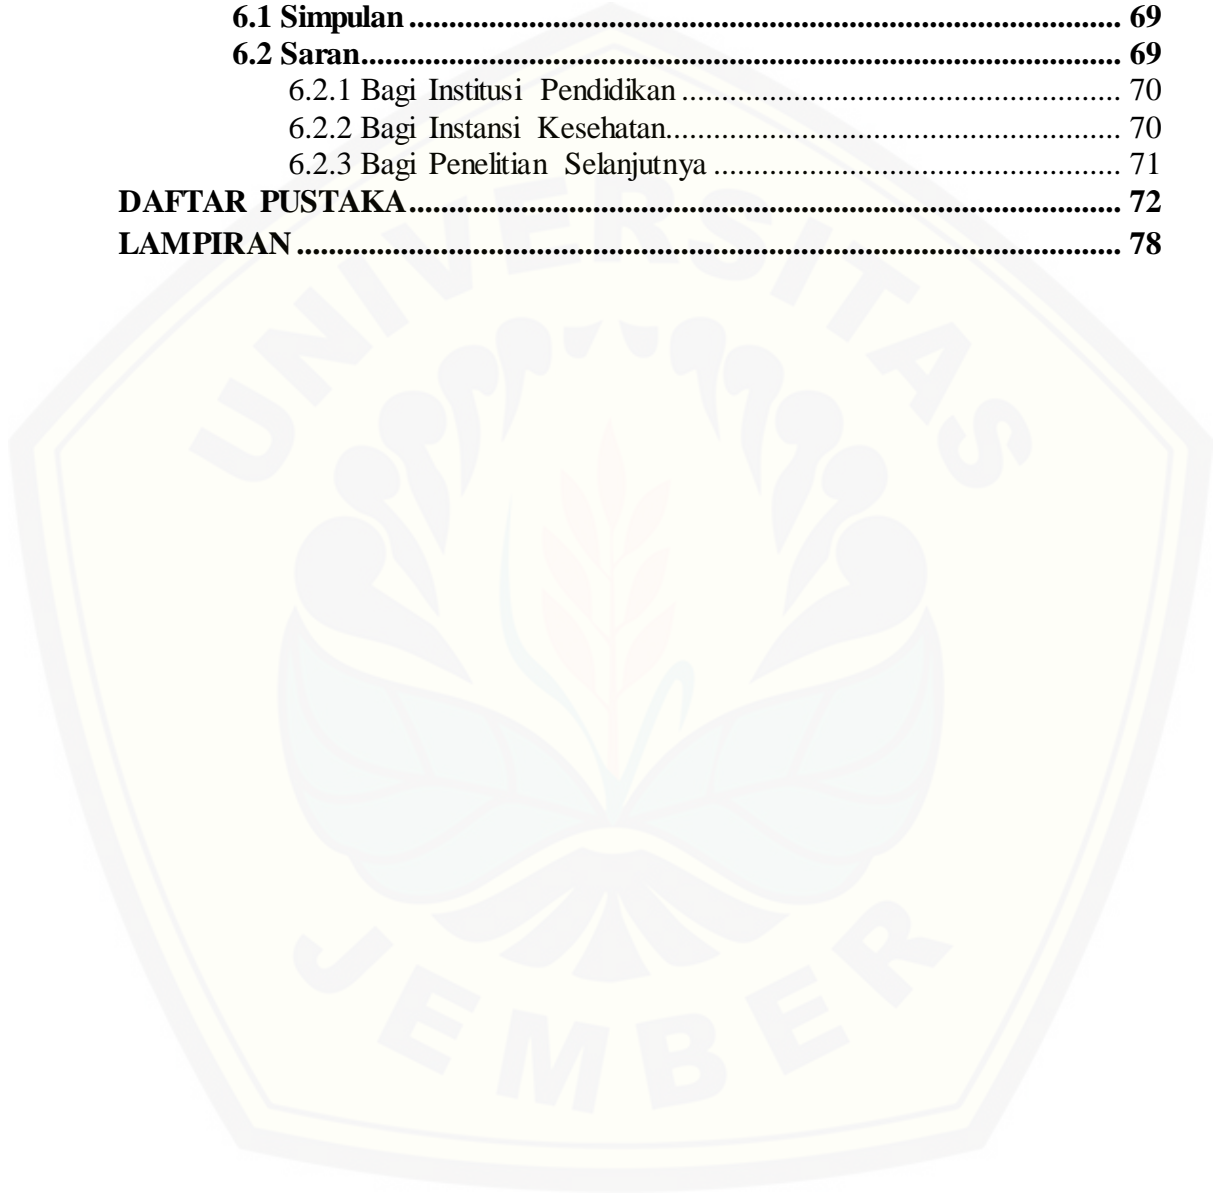 6.1 Simpulan ........................................................................................ 69
6.2 Saran.............................................................................................. 69
6.2.1 Bagi Institusi Pendidikan ...................................................... 70
6.2.2 Bagi Instansi Kesehatan........................................................ 70
6.2.3 Bagi Penelitian Selanjutnya .................................................. 71
DAFTAR PUSTAKA........................................................................................ 72
LAMPIRAN ...................................................................................................... 78
UNIVERSITAS
JEMBER